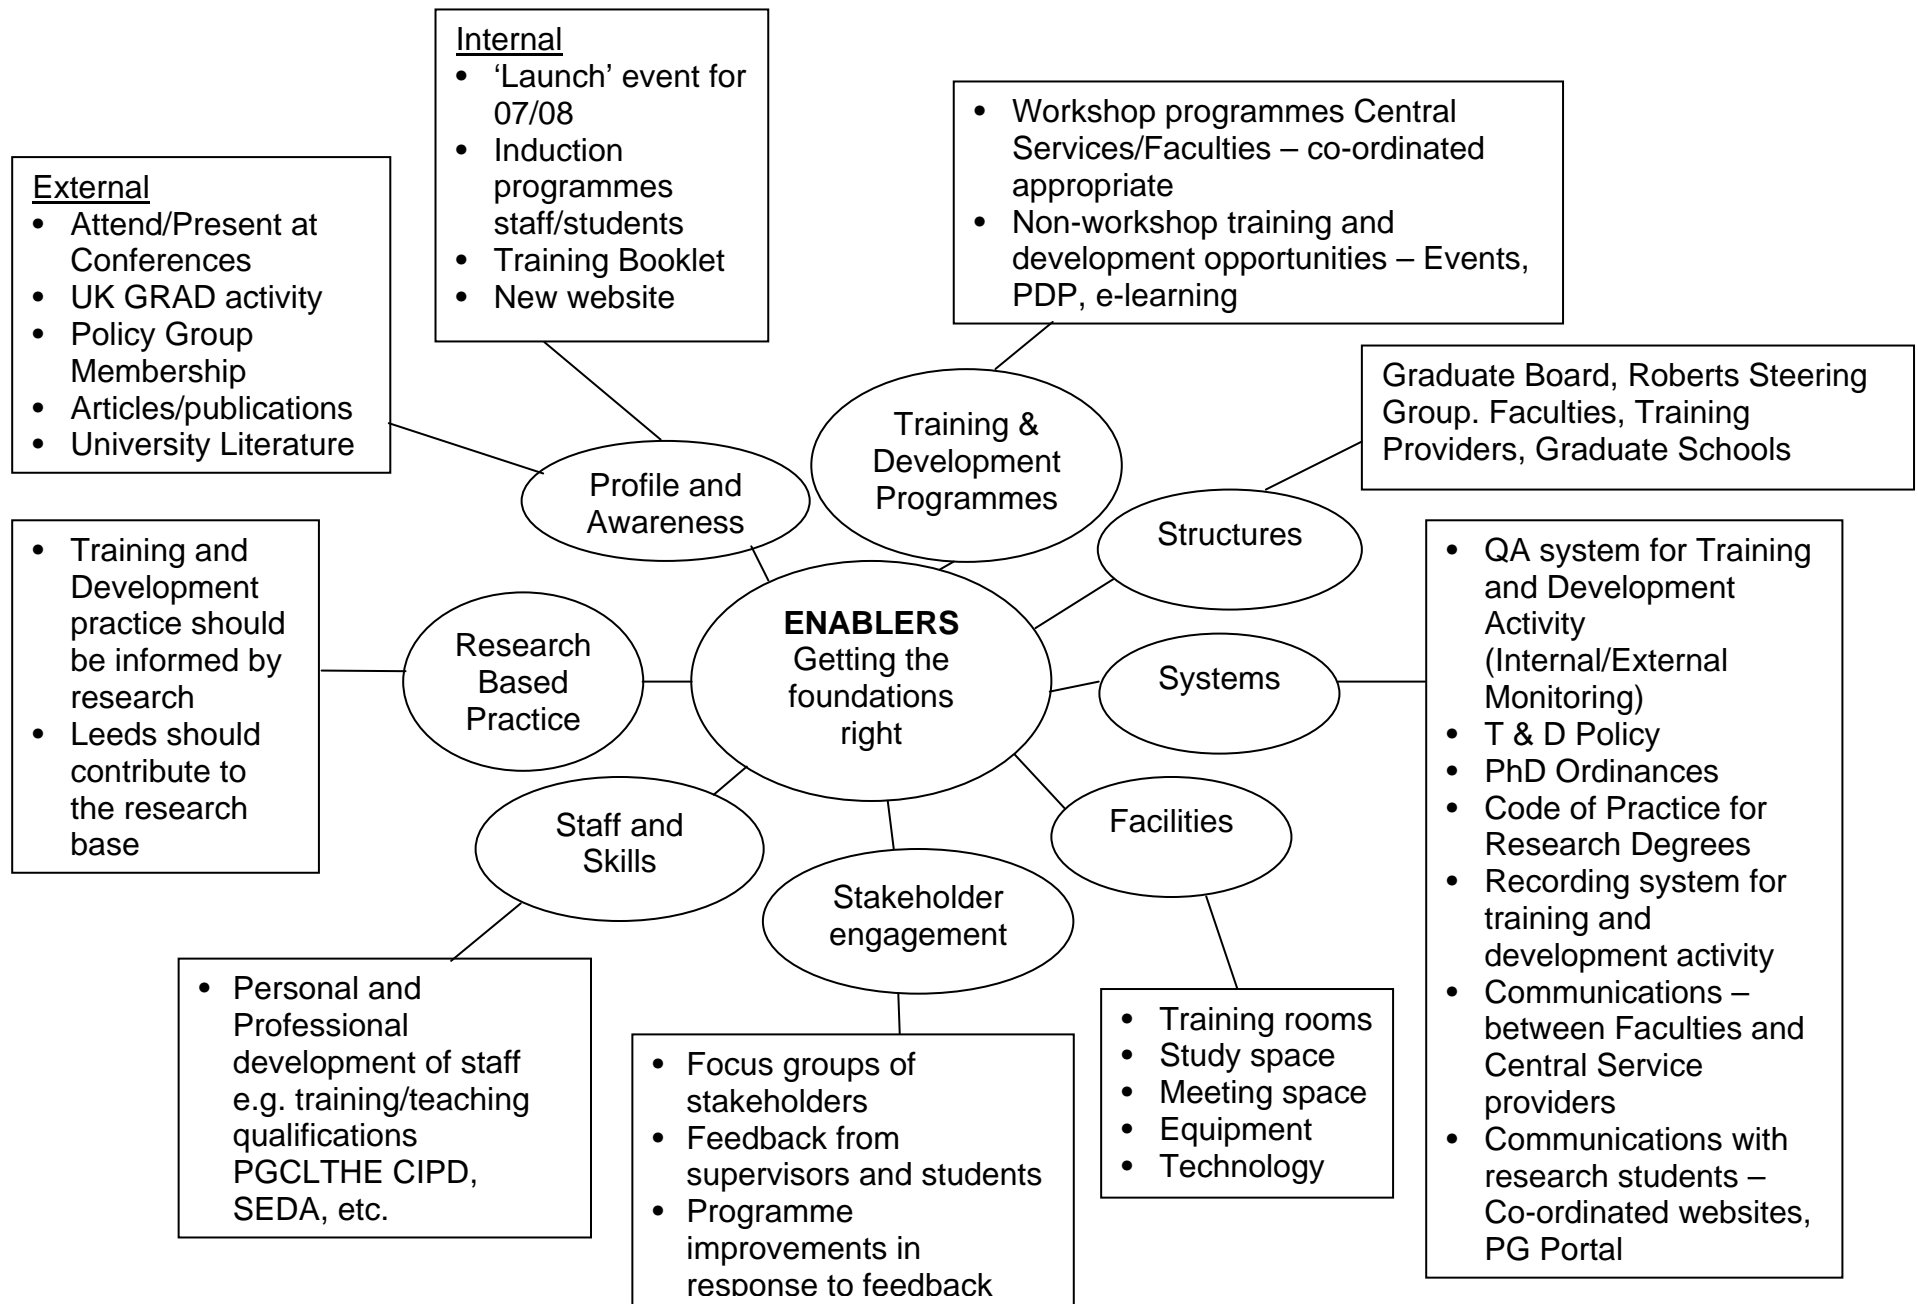 Internal
• ‘Launch’ event for
07/08
• Induction
programmes
staff/students
• Training Booklet
• New website
• Workshop programmes Central
Services/Faculties – co-ordinated
appropriate
• Non-workshop training and
development opportunities – Events,
PDP, e-learning
External
• Attend/Present at
Conferences
• UK GRAD activity
• Policy Group
Membership
• Articles/publications
• University Literature
Graduate Board, Roberts Steering
Group. Faculties, Training
Providers, Graduate Schools
Training &
Development
Programmes
Profile and
Awareness
Structures
• Training and
Development
practice should
be informed by
research
• Leeds should
contribute to
the research
base
Research
Based
Practice
ENABLERS
Getting the
foundations
right
Systems
• QA system for Training
and Development
Activity
(Internal/External
Monitoring)
• T & D Policy
• PhD Ordinances
• Code of Practice for
Research Degrees
• Recording system for
training and
development activity
• Communications –
between Faculties and
Central Service
providers
• Communications with
research students –
Co-ordinated websites,
PG Portal
Staff and
Skills
Facilities
Stakeholder
engagement
• Personal and
Professional
development of staff
e.g. training/teaching
qualifications
PGCLTHE CIPD,
SEDA, etc.
• Focus groups of
stakeholders
• Feedback from
supervisors and students
• Programme
improvements in
response to feedback
• Training rooms
• Study space
• Meeting space
• Equipment
• Technology